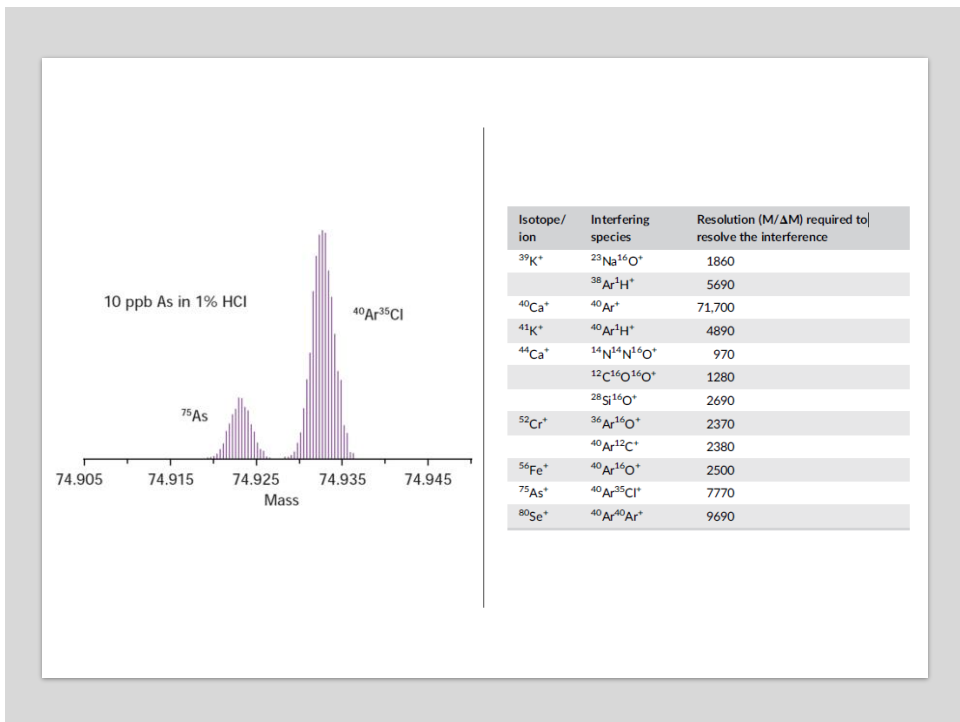 10 ppb As in 1% HCl
⁴⁰Ar³⁵Cl
⁷⁵As
74.905 74.915 74.925 74.935 74.945
Mass
Isotope/ion Interfering species Resolution (M/ΔM) required to resolve the interference
³⁹K⁺ ²³Na¹⁶O⁺ 1860
³⁸Ar¹H⁺ 5690
⁴⁰Ca⁺ ⁴⁰Ar⁺ 71,700
⁴¹K⁺ ⁴⁰Ar¹H⁺ 4890
⁴⁴Ca⁺ ¹⁴N¹⁴N¹⁶O⁺ 970
¹²C¹⁶O¹⁶O⁺ 1280
²⁸Si¹⁶O⁺ 2690
⁵²Cr⁺ ³⁶Ar¹⁶O⁺ 2370
⁴⁰Ar¹²C⁺ 2380
⁵⁶Fe⁺ ⁴⁰Ar¹⁶O⁺ 2500
⁷⁵As⁺ ⁴⁰Ar³⁵Cl⁺ 7770
⁸⁰Se⁺ ⁴⁰Ar⁴⁰Ar⁺ 9690